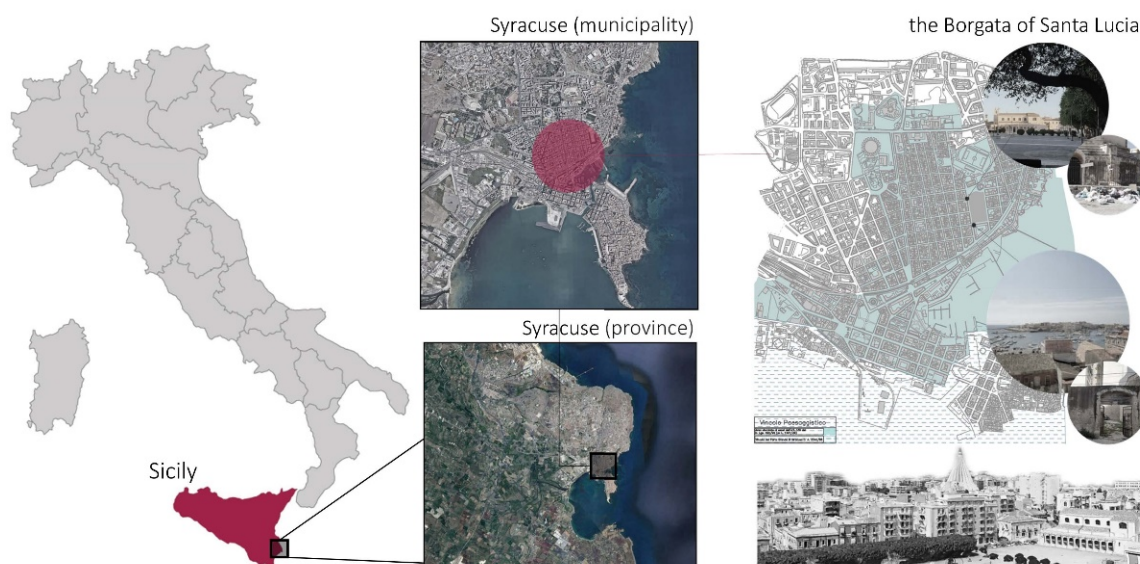 Syracuse (municipality)
the Borgata of Santa Lucia
Syracuse (province)
Sicily
Vincolo Paesaggistico